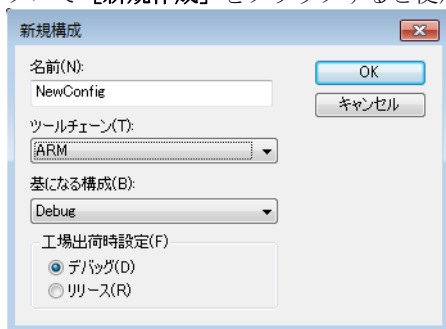 新規構成
名前(N):
NewConfig
OK
キャンセル
ツールチェーン(T):
ARM
基になる構成(B):
Debug
工場出荷時設定(F)
デバッグ(D)
リリース(R)